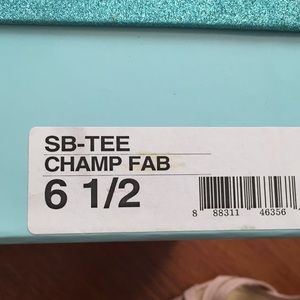 SB-TEE
CHAMP FAB
6 1/2
8 88311 46356